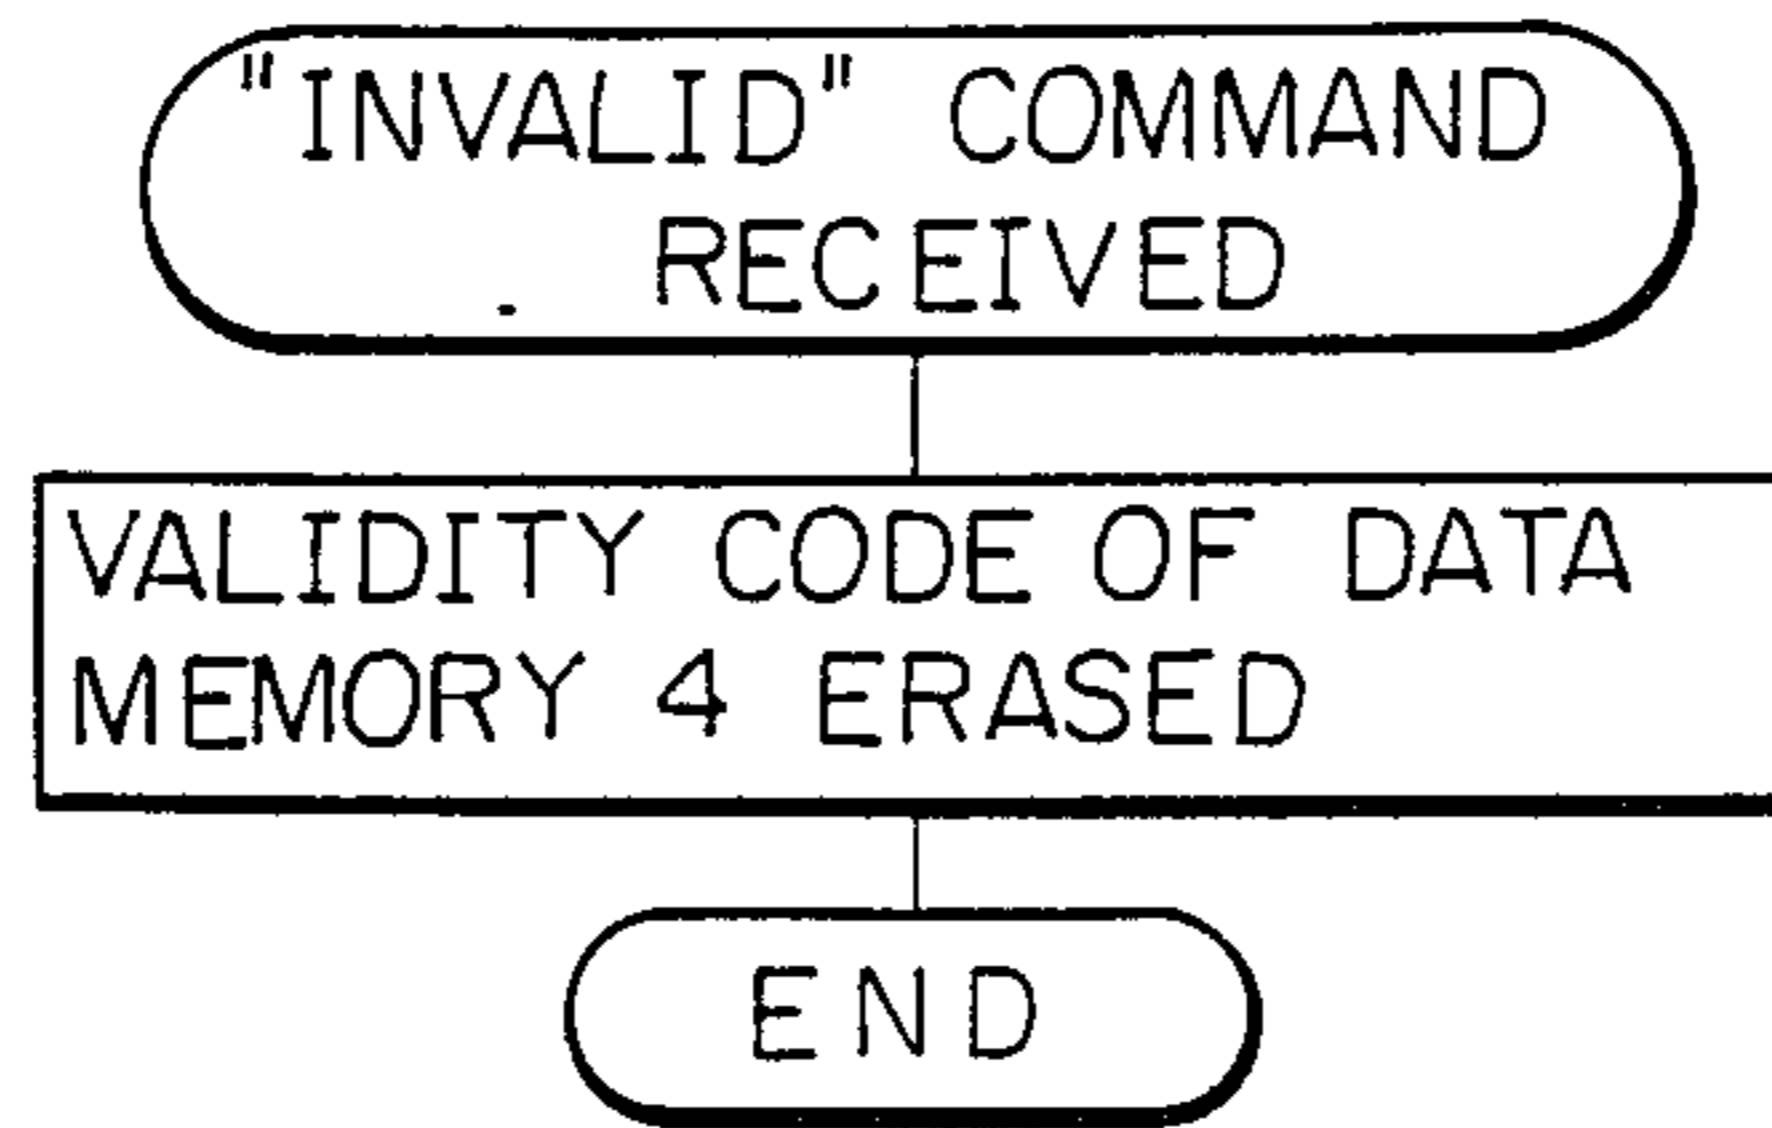 "INVALID" COMMAND
RECEIVED
VALIDITY CODE OF DATA
MEMORY 4 ERASED
END